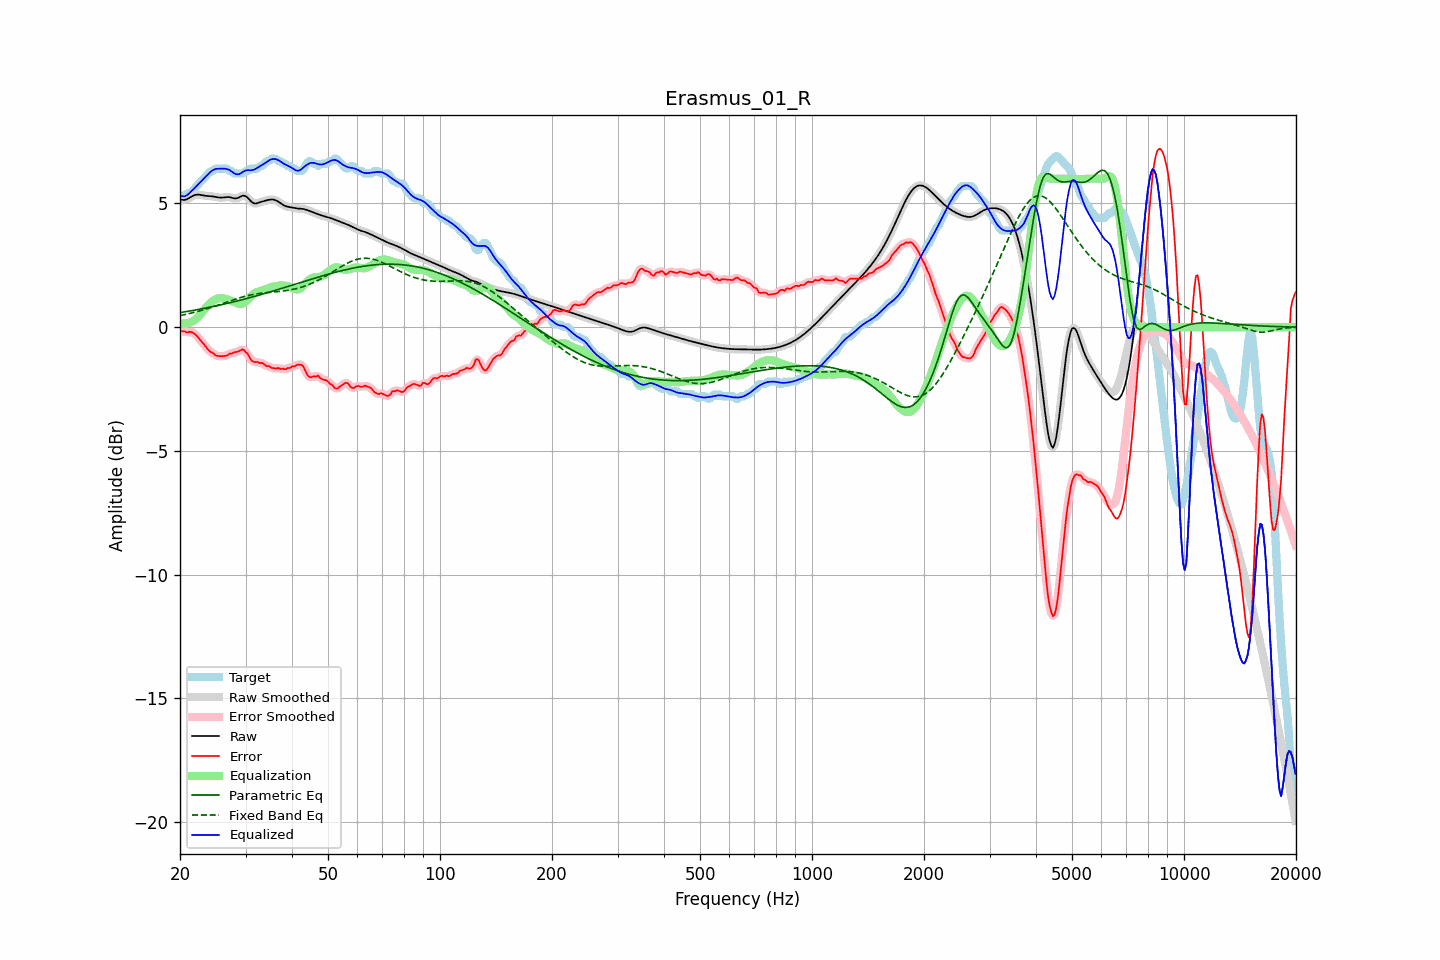 Erasmus_01_R
Amplitude (dBr)
5
0
−5
−10
−15
−20
Target
Raw Smoothed
Error Smoothed
Raw
Error
Equalization
Parametric Eq
Fixed Band Eq
Equalized
20 50 100 200 500 1000 2000 5000 10000 20000
Frequency (Hz)